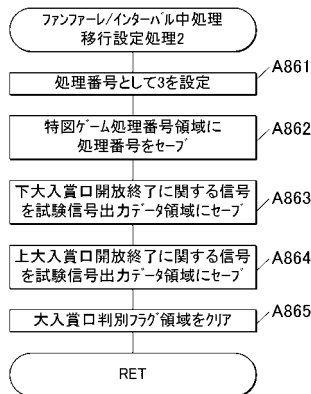 ファンファーレ/インターバル中処理
移行設定処理2
処理番号として3を設定
A861
特図ゲーム処理番号領域に
処理番号をセーブ
A862
下大入賞口開放終了に関する信号
を試験信号出力データ領域にセーブ
A863
上大入賞口開放終了に関する信号
を試験信号出力データ領域にセーブ
A864
大入賞口判別フラグ領域をクリア
A865
RET